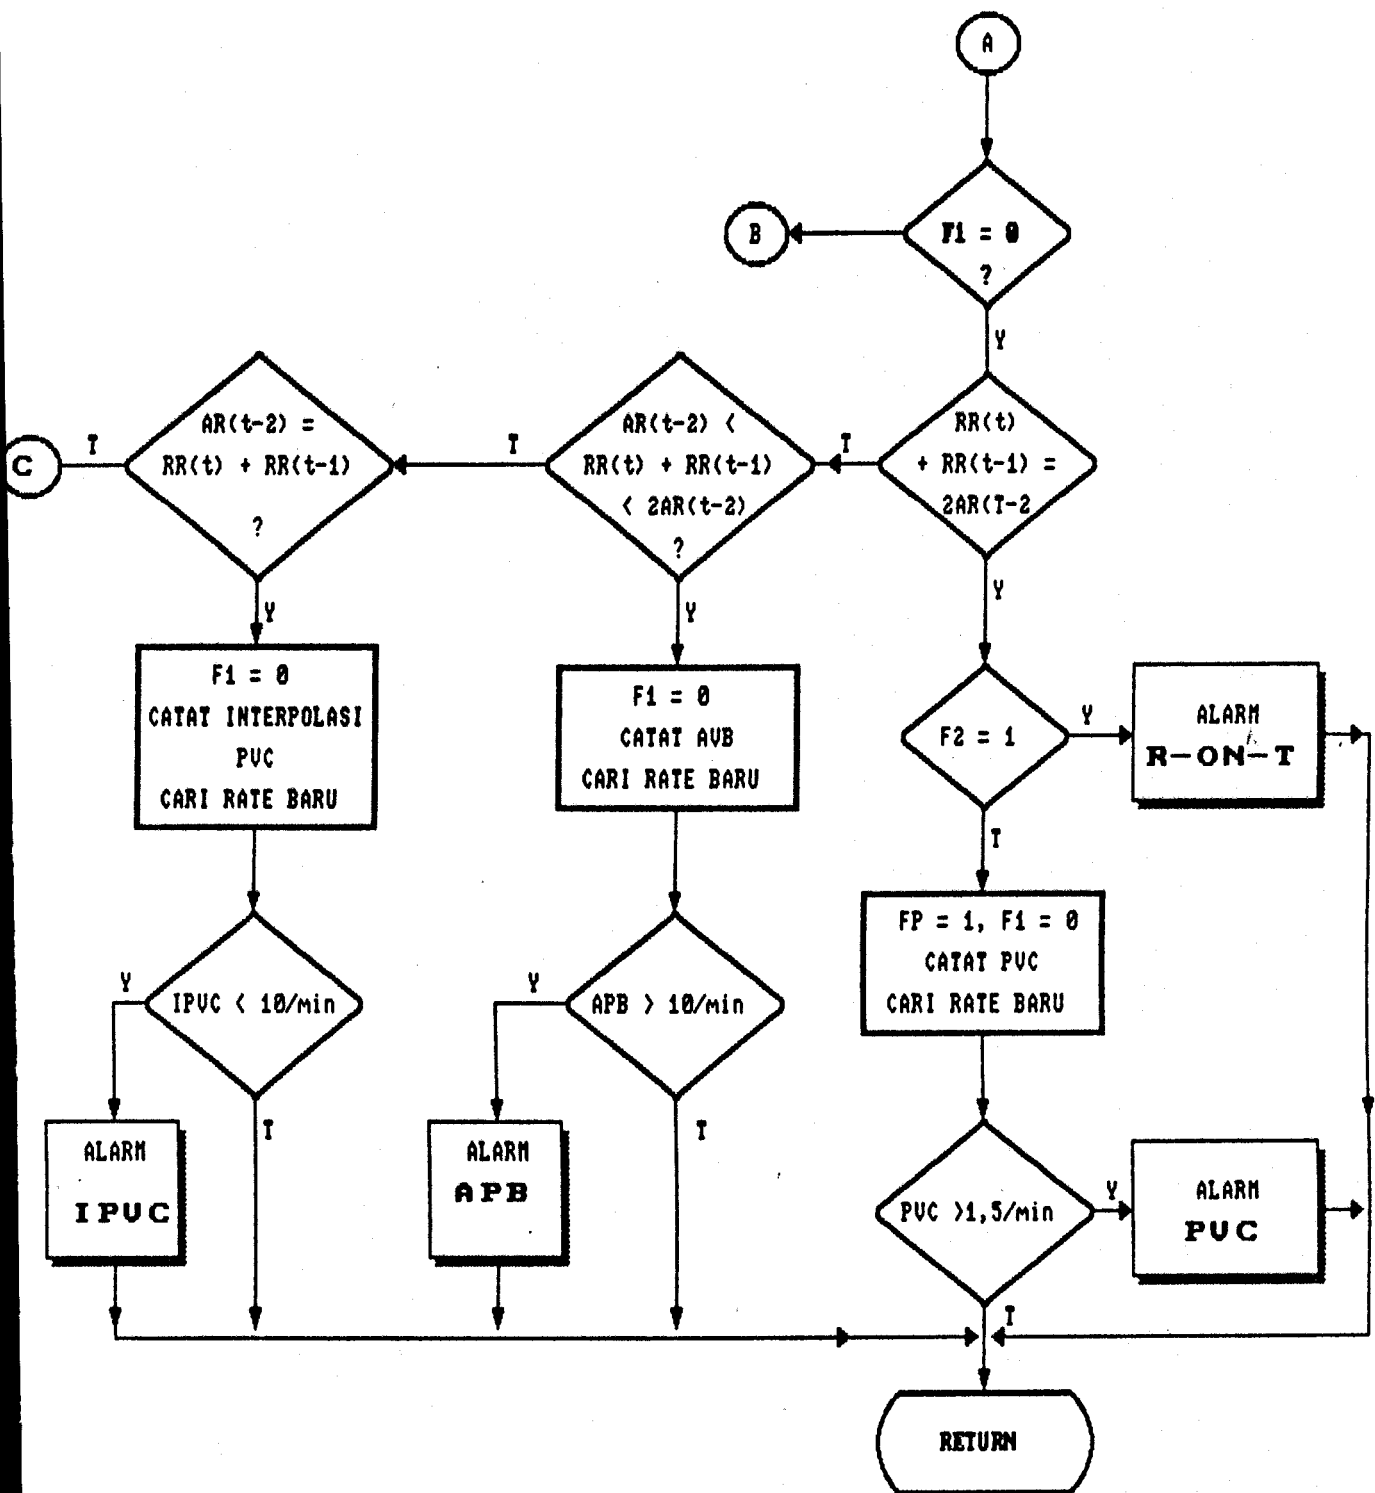 A
F1 = 0
?
B
Y
RR(t)
+ RR(t-1) =
2AR(T-2
T
Y
AR(t-2) <
RR(t) + RR(t-1)
< 2AR(t-2)
?
T
Y
AR(t-2) =
RR(t) + RR(t-1)
?
T
C
Y
F1 = 0
CATAT INTERPOLASI
PVC
CARI RATE BARU
F1 = 0
CATAT AVB
CARI RATE BARU
F2 = 1
Y
ALARM
R-ON-T
T
FP = 1, F1 = 0
CATAT PVC
CARI RATE BARU
IPVC < 10/min
Y
T
ALARM
IPVC
APB > 10/min
Y
T
ALARM
APB
PVC >1,5/min
Y
ALARM
PVC
T
RETURN